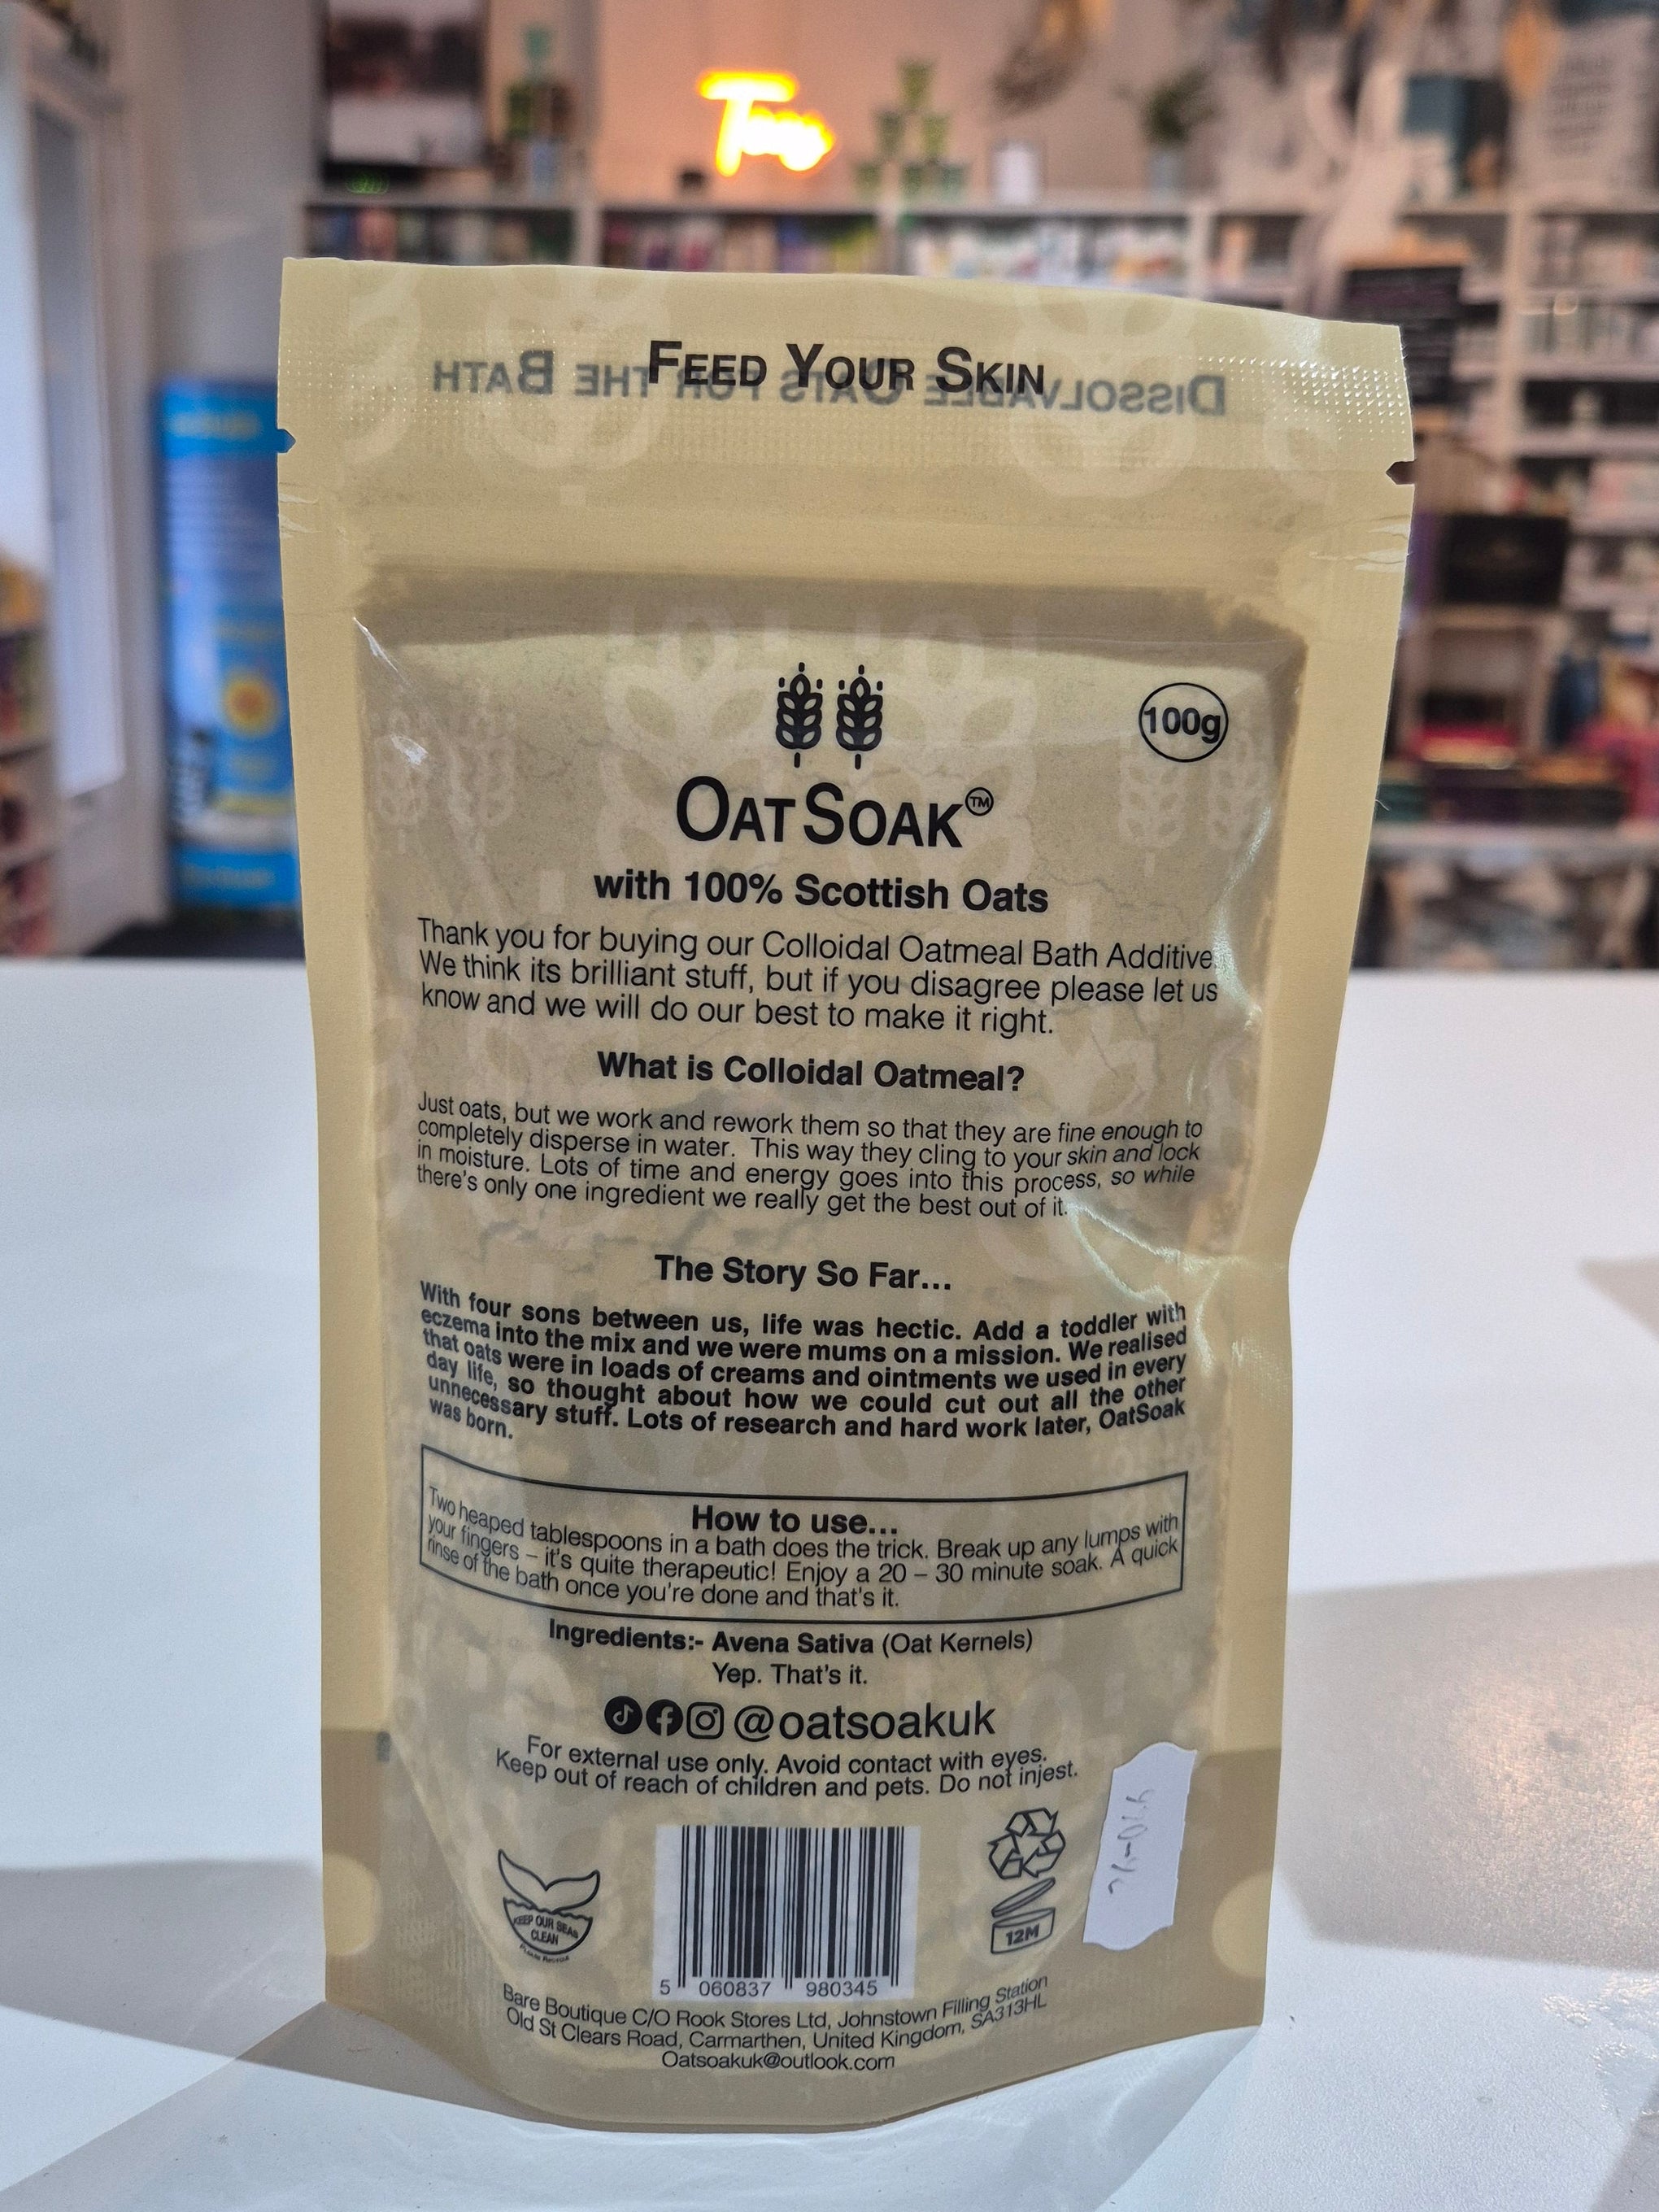 Tom
FEED YOUR SKIN
DISSOLVABLE OATS FOR THE BATH
100g
OATSOAK™
with 100% Scottish Oats
Thank you for buying our Colloidal Oatmeal Bath Additive.
We think its brilliant stuff, but if you disagree please let us
know and we will do our best to make it right.
What is Colloidal Oatmeal?
Just oats, but we work and rework them so that they are fine enough to
completely disperse in water. This way they cling to your skin and lock
in moisture. Lots of time and energy goes into this process, so while
there's only one ingredient we really get the best out of it.
The Story So Far...
With four sons between us, life was hectic. Add a toddler with
eczema into the mix and we were mums on a mission. We realised
that oats were in loads of creams and ointments we used in every
day life, so thought about how we could cut out all the other
unnecessary stuff. Lots of research and hard work later, OatSoak
was born.
How to use...
Two heaped tablespoons in a bath does the trick. Break up any lumps with
your fingers – it's quite therapeutic! Enjoy a 20 – 30 minute soak. A quick
rinse of the bath once you're done and that's it.
Ingredients:- Avena Sativa (Oat Kernels)
Yep. That's it.
@oatsoakuk
For external use only. Avoid contact with eyes.
Keep out of reach of children and pets. Do not injest.
KEEP OUR SEAS
CLEAN
PLEASE RECYCLE
12M
5 060837 980345
Bare Boutique C/O Rook Stores Ltd, Johnstown Filling Station
Old St Clears Road, Carmarthen, United Kingdom, SA313HL
Oatsoakuk@outlook.com